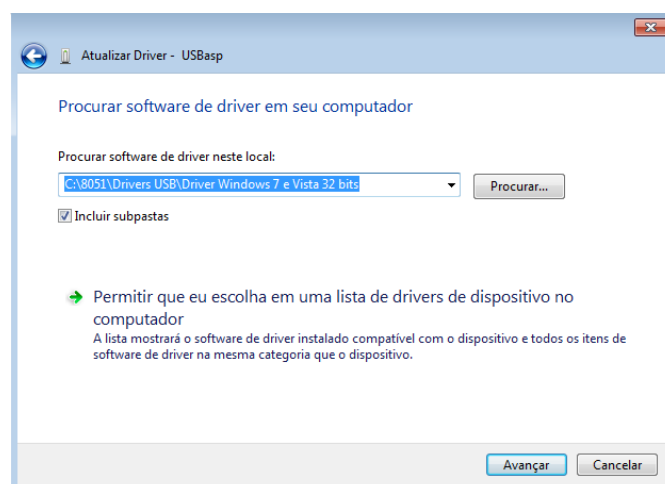 Atualizar Driver - USBasp
Procurar software de driver em seu computador
Procurar software de driver neste local:
C:\8051\Drivers USB\Driver Windows 7 e Vista 32 bits
Procurar...
Incluir subpastas
Permitir que eu escolha em uma lista de drivers de dispositivo no
computador
A lista mostrará o software de driver instalado compatível com o dispositivo e todos os itens de
software de driver na mesma categoria que o dispositivo.
Avançar
Cancelar